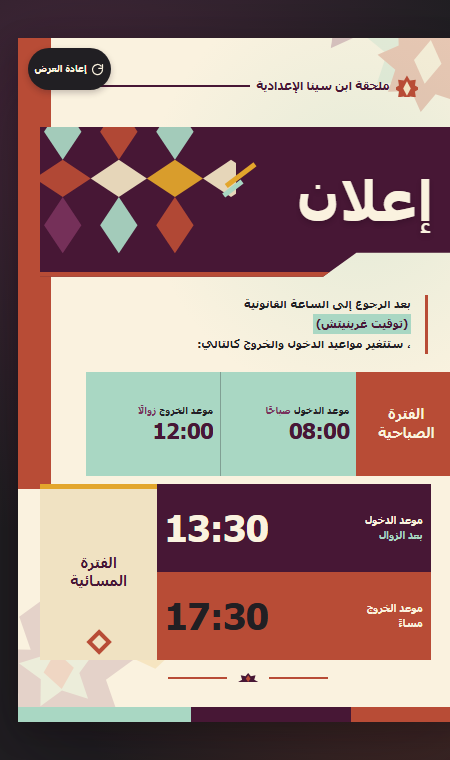 إعادة العرض
ملحقة ابن سينا الإعدادية
إعلان
بعد الرجوع إلى الساعة القانونية
(توقيت غرينيتش)
، ستتغير مواعيد الدخول والخروج كالتالي:
الفترة
الصباحية
موعد الدخول صباحًا
08:00
موعد الخروج زوالًا
12:00
موعد الدخول
بعد الزوال
13:30
موعد الخروج
مساءً
17:30
الفترة
المسائية